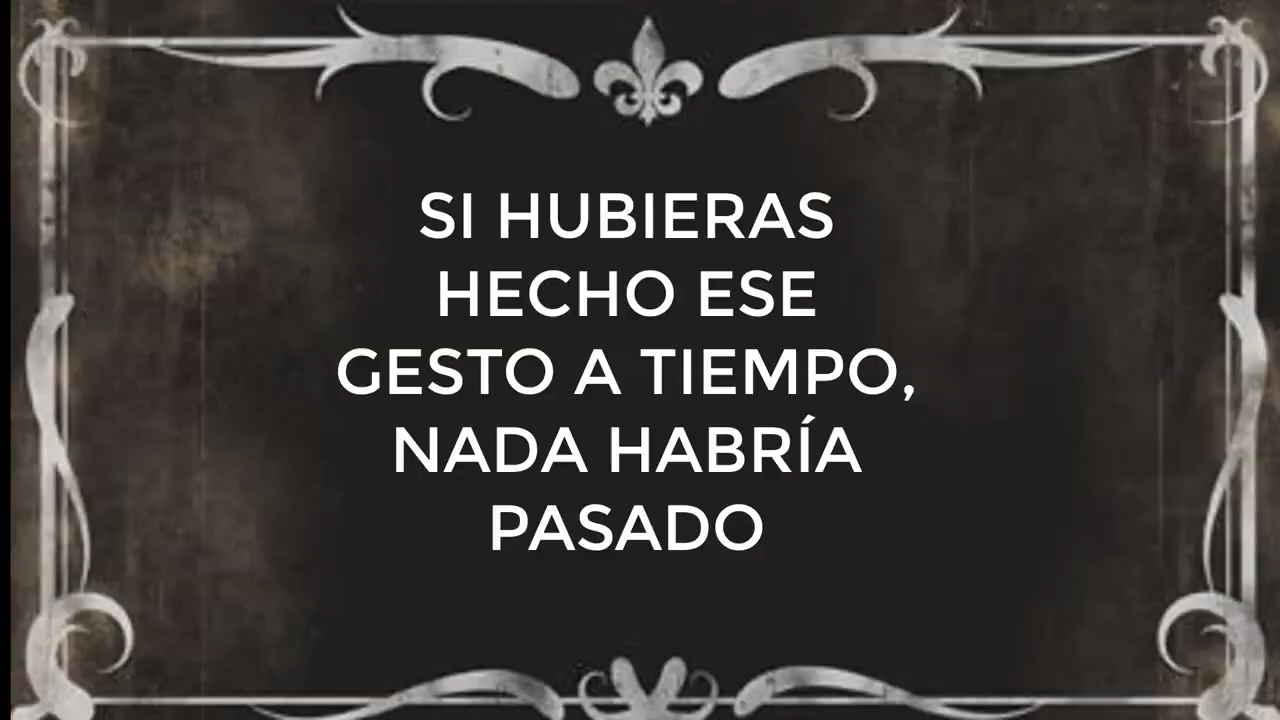 SI HUBIERAS
HECHO ESE
GESTO A TIEMPO,
NADA HABRÍA
PASADO